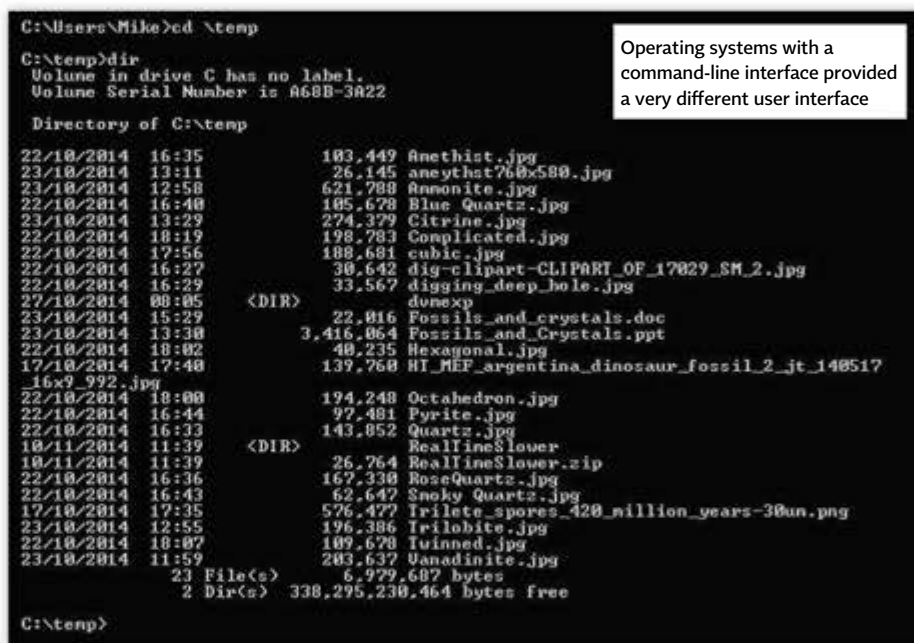 C:\Users\Mike>cd \temp
C:\temp>dir
Volume in drive C has no label.
Volume Serial Number is A68B-3A22
Directory of C:\temp
22/10/2014 16:35 103,449 Amethist.jpg
23/10/2014 13:11 26,145 ameythst760x580.jpg
23/10/2014 12:58 621,788 Ammonite.jpg
22/10/2014 16:40 105,678 Blue Quartz.jpg
23/10/2014 13:29 274,379 Citrine.jpg
22/10/2014 18:19 198,783 Complicated.jpg
22/10/2014 17:56 188,681 cubic.jpg
22/10/2014 16:27 30,642 dig-clipart-CLIPART_OF_17029_SM_2.jpg
22/10/2014 16:29 33,567 digging_deep_hole.jpg
27/10/2014 08:05 <DIR> dvmexp
23/10/2014 15:29 22,016 Fossils_and_crystals.doc
23/10/2014 13:30 3,416,064 Fossils_and_Crystals.ppt
22/10/2014 18:02 40,235 Hexagonal.jpg
17/10/2014 17:40 139,760 HT_MEF_argentina_dinosaur_fossil_2_jt_140517
_16x9_992.jpg
22/10/2014 18:00 194,248 Octahedron.jpg
22/10/2014 16:44 97,481 Pyrite.jpg
22/10/2014 16:33 143,852 Quartz.jpg
10/11/2014 11:39 <DIR> RealTimeSlower
10/11/2014 11:39 26,764 RealTimeSlower.zip
22/10/2014 16:36 167,330 RoseQuartz.jpg
22/10/2014 16:43 62,647 Smoky Quartz.jpg
17/10/2014 17:35 576,477 Trilete_spores_420_million_years-30um.png
23/10/2014 12:55 196,386 Trilobite.jpg
22/10/2014 18:07 109,678 Twinned.jpg
23/10/2014 11:59 203,637 Vanadinite.jpg
23 File(s) 6,979,687 bytes
2 Dir(s) 338,295,230,464 bytes free
C:\temp>
Operating systems with a
command-line interface provided
a very different user interface